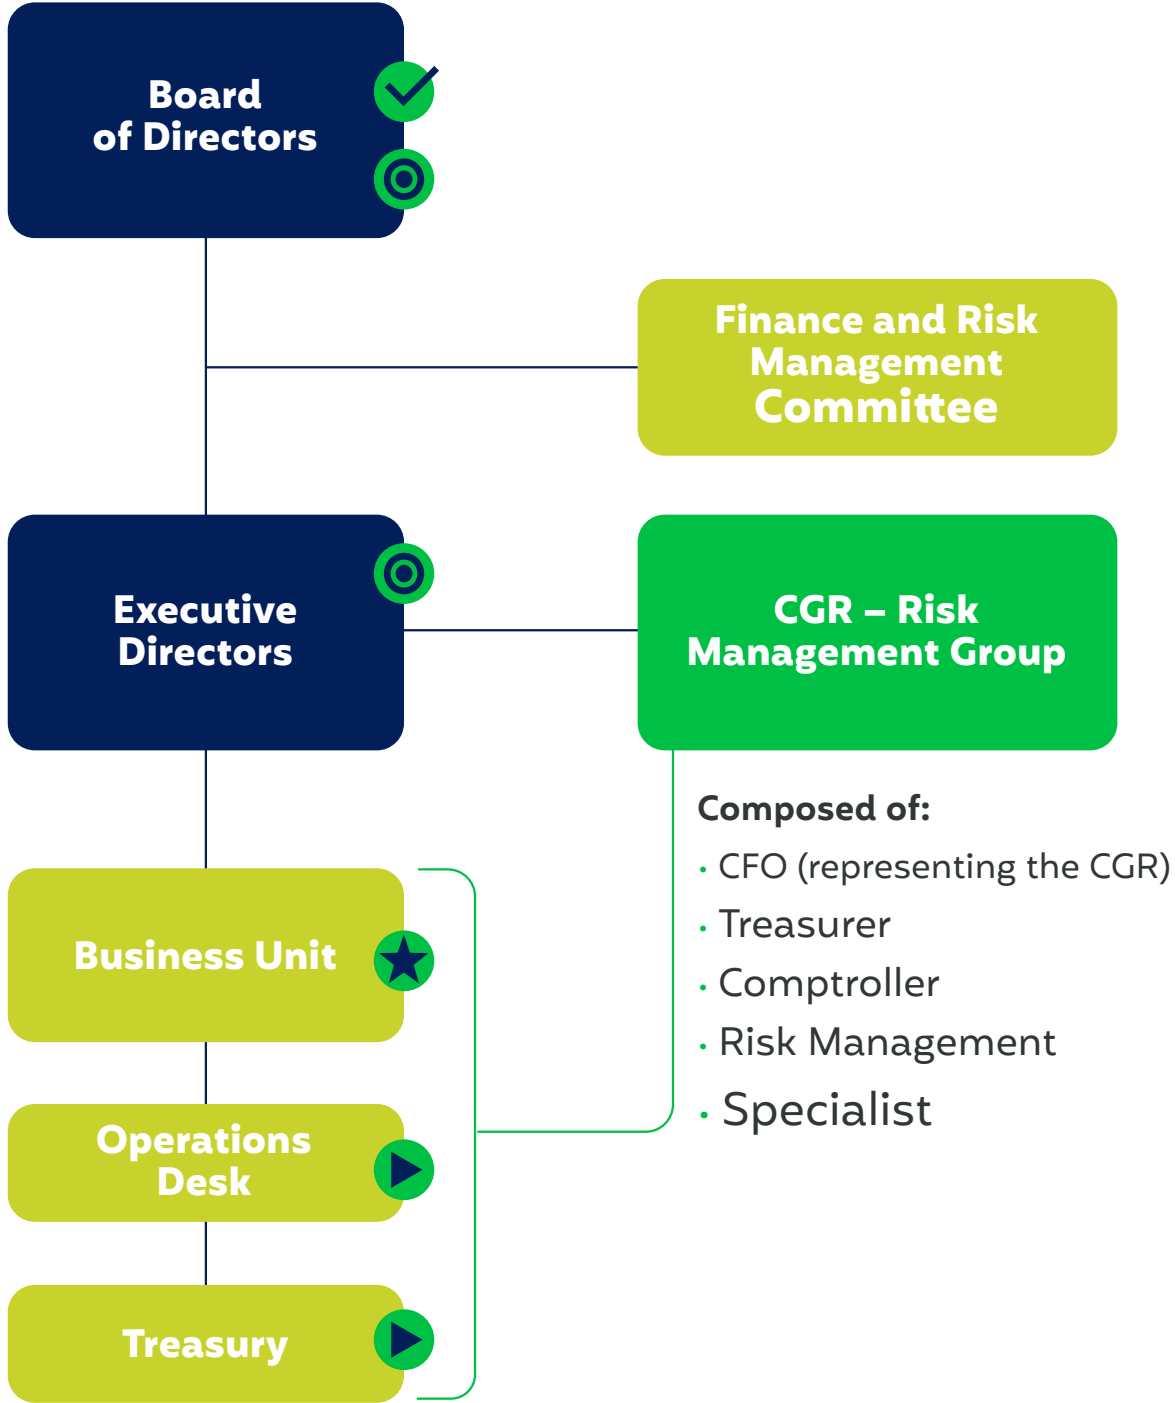 Board
of Directors
Finance and Risk
Management
Committee
Executive
Directors
CGR – Risk
Management Group
Composed of:
• CFO (representing the CGR)
• Treasurer
• Comptroller
• Risk Management
• Specialist
Business Unit
Operations
Desk
Treasury